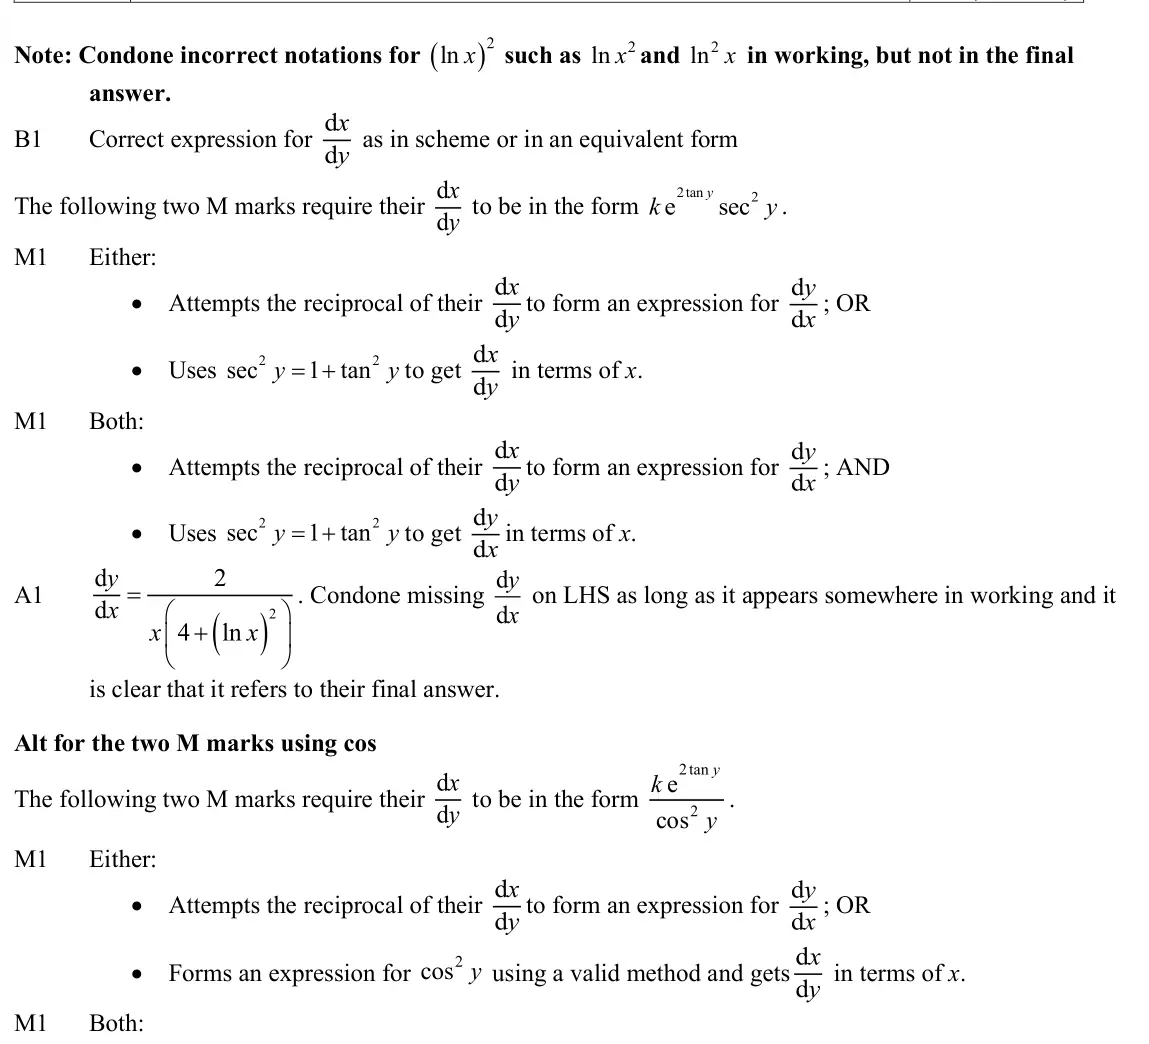 Note: Condone incorrect notations for (ln x)² such as ln x² and ln² x in working, but not in the final
answer.
B1 Correct expression for dx/dy as in scheme or in an equivalent form
The following two M marks require their dx/dy to be in the form k e^(2 tan y) sec² y.
M1 Either:
• Attempts the reciprocal of their dx/dy to form an expression for dy/dx; OR
• Uses sec² y = 1 + tan² y to get dx/dy in terms of x.
M1 Both:
• Attempts the reciprocal of their dx/dy to form an expression for dy/dx; AND
• Uses sec² y = 1 + tan² y to get dy/dx in terms of x.
A1 dy/dx = 2/(x(4 + (ln x)²)). Condone missing dy/dx on LHS as long as it appears somewhere in working and it
is clear that it refers to their final answer.
Alt for the two M marks using cos
The following two M marks require their dx/dy to be in the form k e^(2 tan y)/cos² y.
M1 Either:
• Attempts the reciprocal of their dx/dy to form an expression for dy/dx; OR
• Forms an expression for cos² y using a valid method and gets dx/dy in terms of x.
M1 Both: